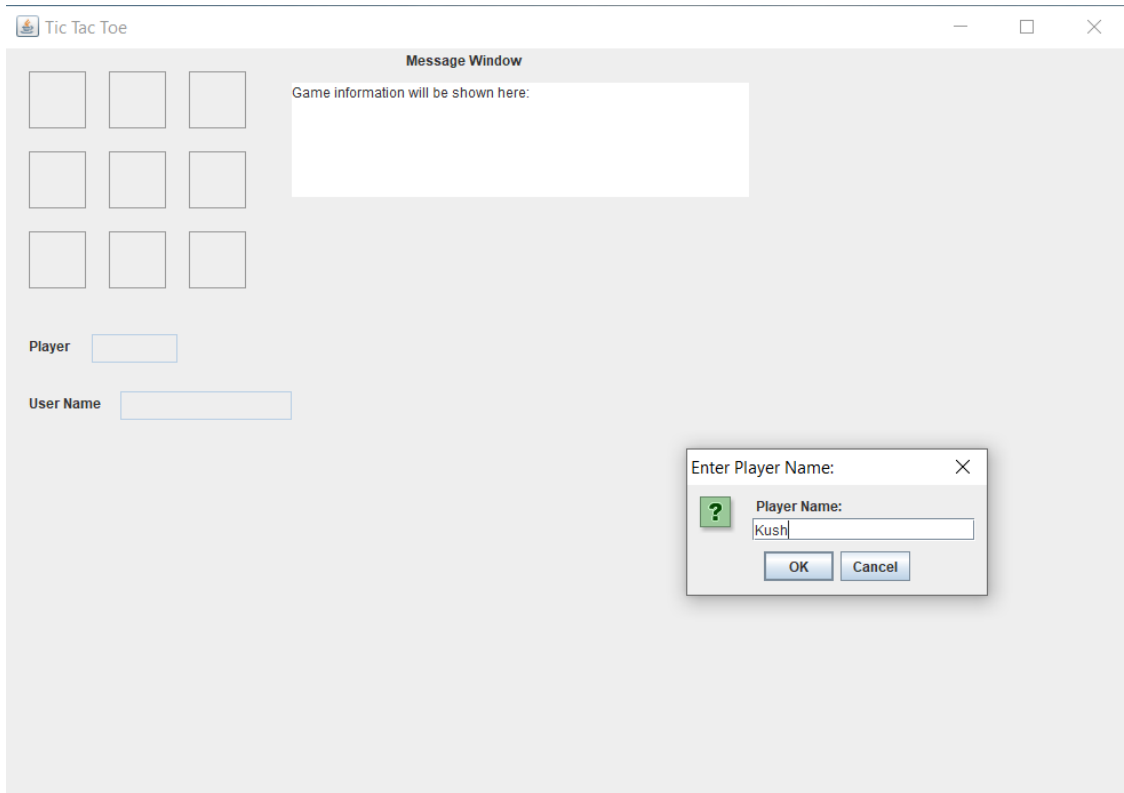 Tic Tac Toe
Message Window
Game information will be shown here:
Player
User Name
Enter Player Name:
?
Player Name:
Kush
OK Cancel